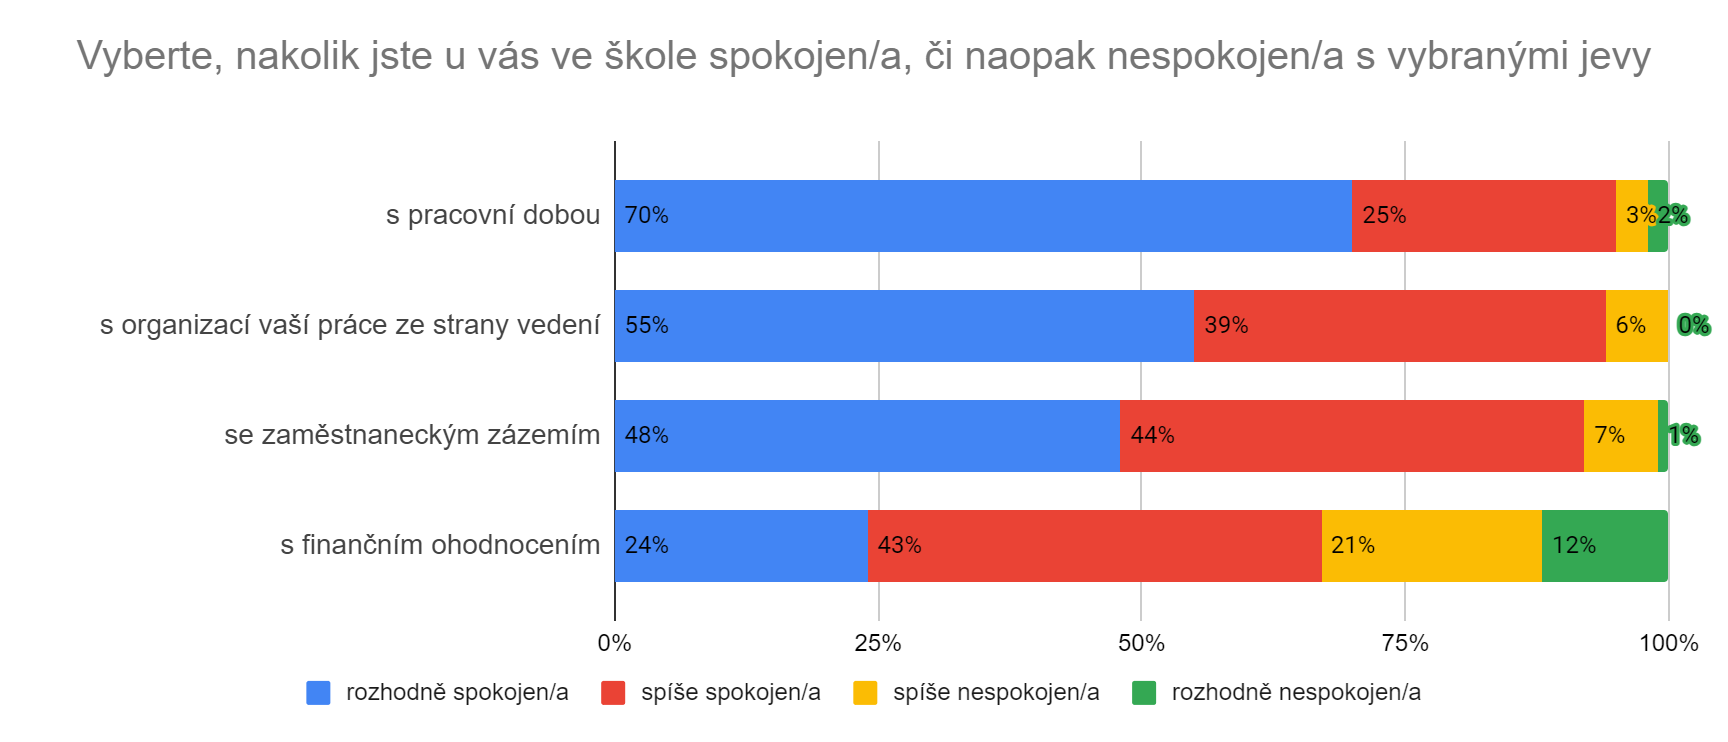 Vyberte, nakolik jste u vás ve škole spokojen/a, či naopak nespokojen/a s vybranými jevy
s pracovní dobou 70% 25% 3% 2%
s organizací vaší práce ze strany vedení 55% 39% 6% 0%
se zaměstnaneckým zázemím 48% 44% 7% 1%
s finančním ohodnocením 24% 43% 21% 12%
0% 25% 50% 75% 100%
rozhodně spokojen/a spíše spokojen/a spíše nespokojen/a rozhodně nespokojen/a